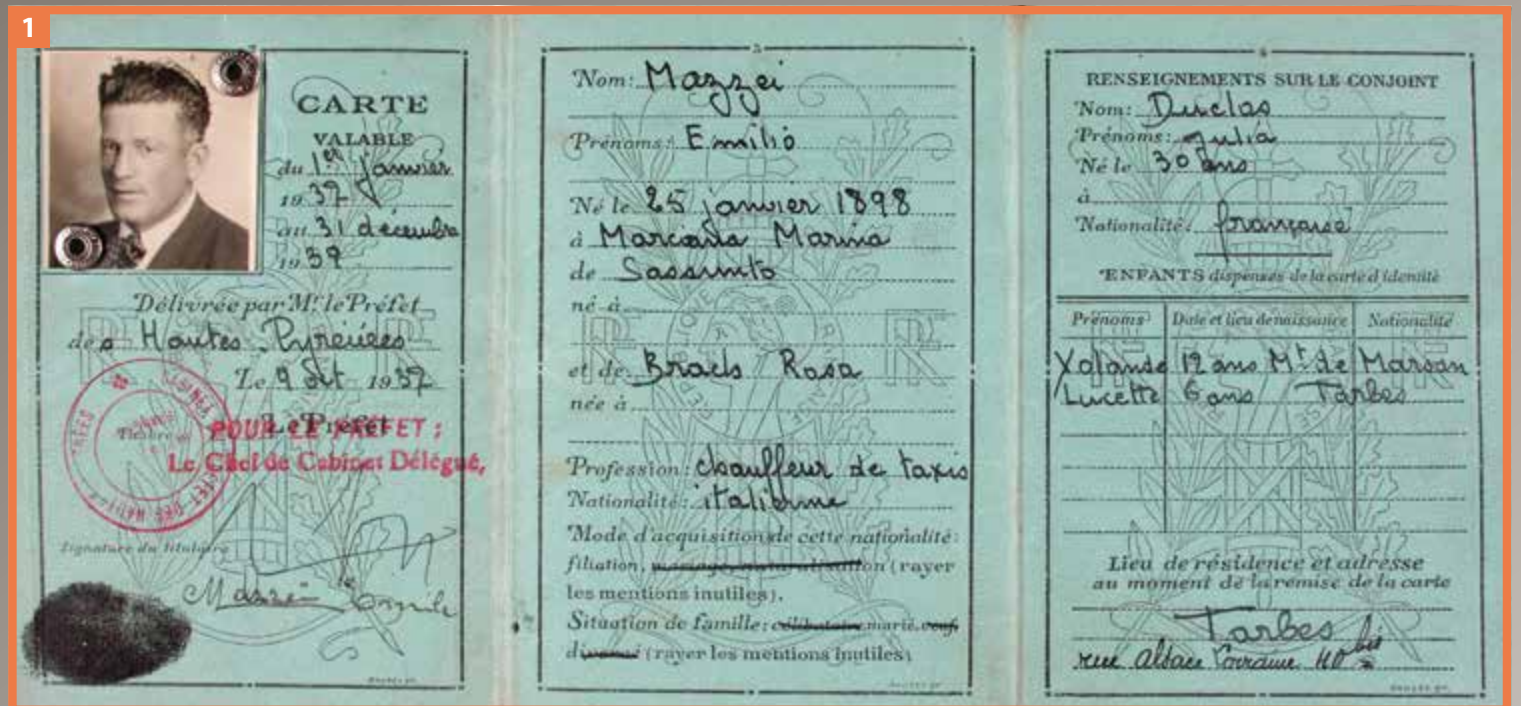 1
CARTE
VALABLE
du 1er janvier
1937
au 31 décembre
1939
Délivrée par Mr. le Préfet
des Hautes Pyrénées
Le 9 Oct 1937
Le Préfet
POUR LE PRÉFET :
Le Chef de Cabinet Délégué,
Signature du titulaire
Mazzei Emile
Nom: Mazzei
Prénoms: Emilio
Né le 25 janvier 1898
à Marciana Marina
de
né à
et de Rosa
née à
Profession: chauffeur de taxis
Nationalité: italienne
Mode d'acquisition de cette nationalité:
filiation, mariage, naturalisation (rayer
les mentions inutiles).
Situation de famille: célibataire, marié, veuf,
divorcé (rayer les mentions inutiles)
4
RENSEIGNEMENTS SUR LE CONJOINT
Nom: Duclos
Prénoms: Julia
Né le 30 ans
à
Nationalité: française
ENFANTS dispensés de la carte d'identité
Prénoms Date et lieu de naissance Nationalité
Yolande 12 ans Mt de Marsan
Lucette 6 ans Tarbes
Lieu de résidence et adresse
au moment de la remise de la carte
Tarbes
rue Alsace Lorraine 40 bis